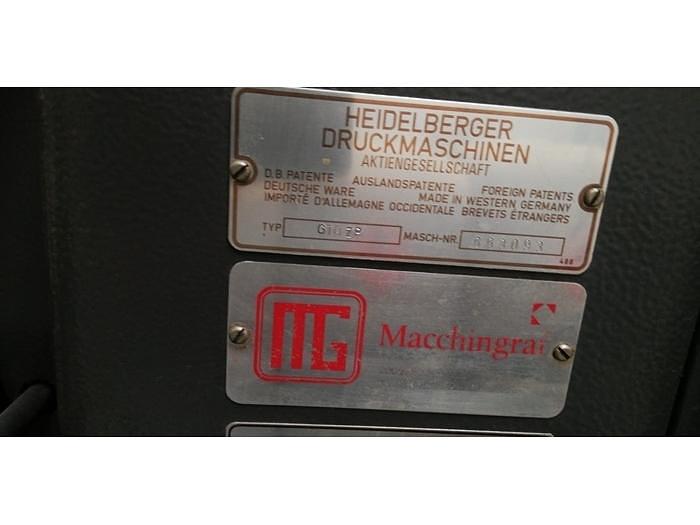 HEIDELBERGER
DRUCKMASCHINEN
AKTIENGESELLSCHAFT
D.B. PATENTE AUSLANDSPATENTE FOREIGN PATENTS
DEUTSCHE WARE MADE IN WESTERN GERMANY
IMPORTÉ D'ALLEMAGNE OCCIDENTALE BREVETS ÉTRANGERS
TYP MASCH-NR.
MG
Macchingraf